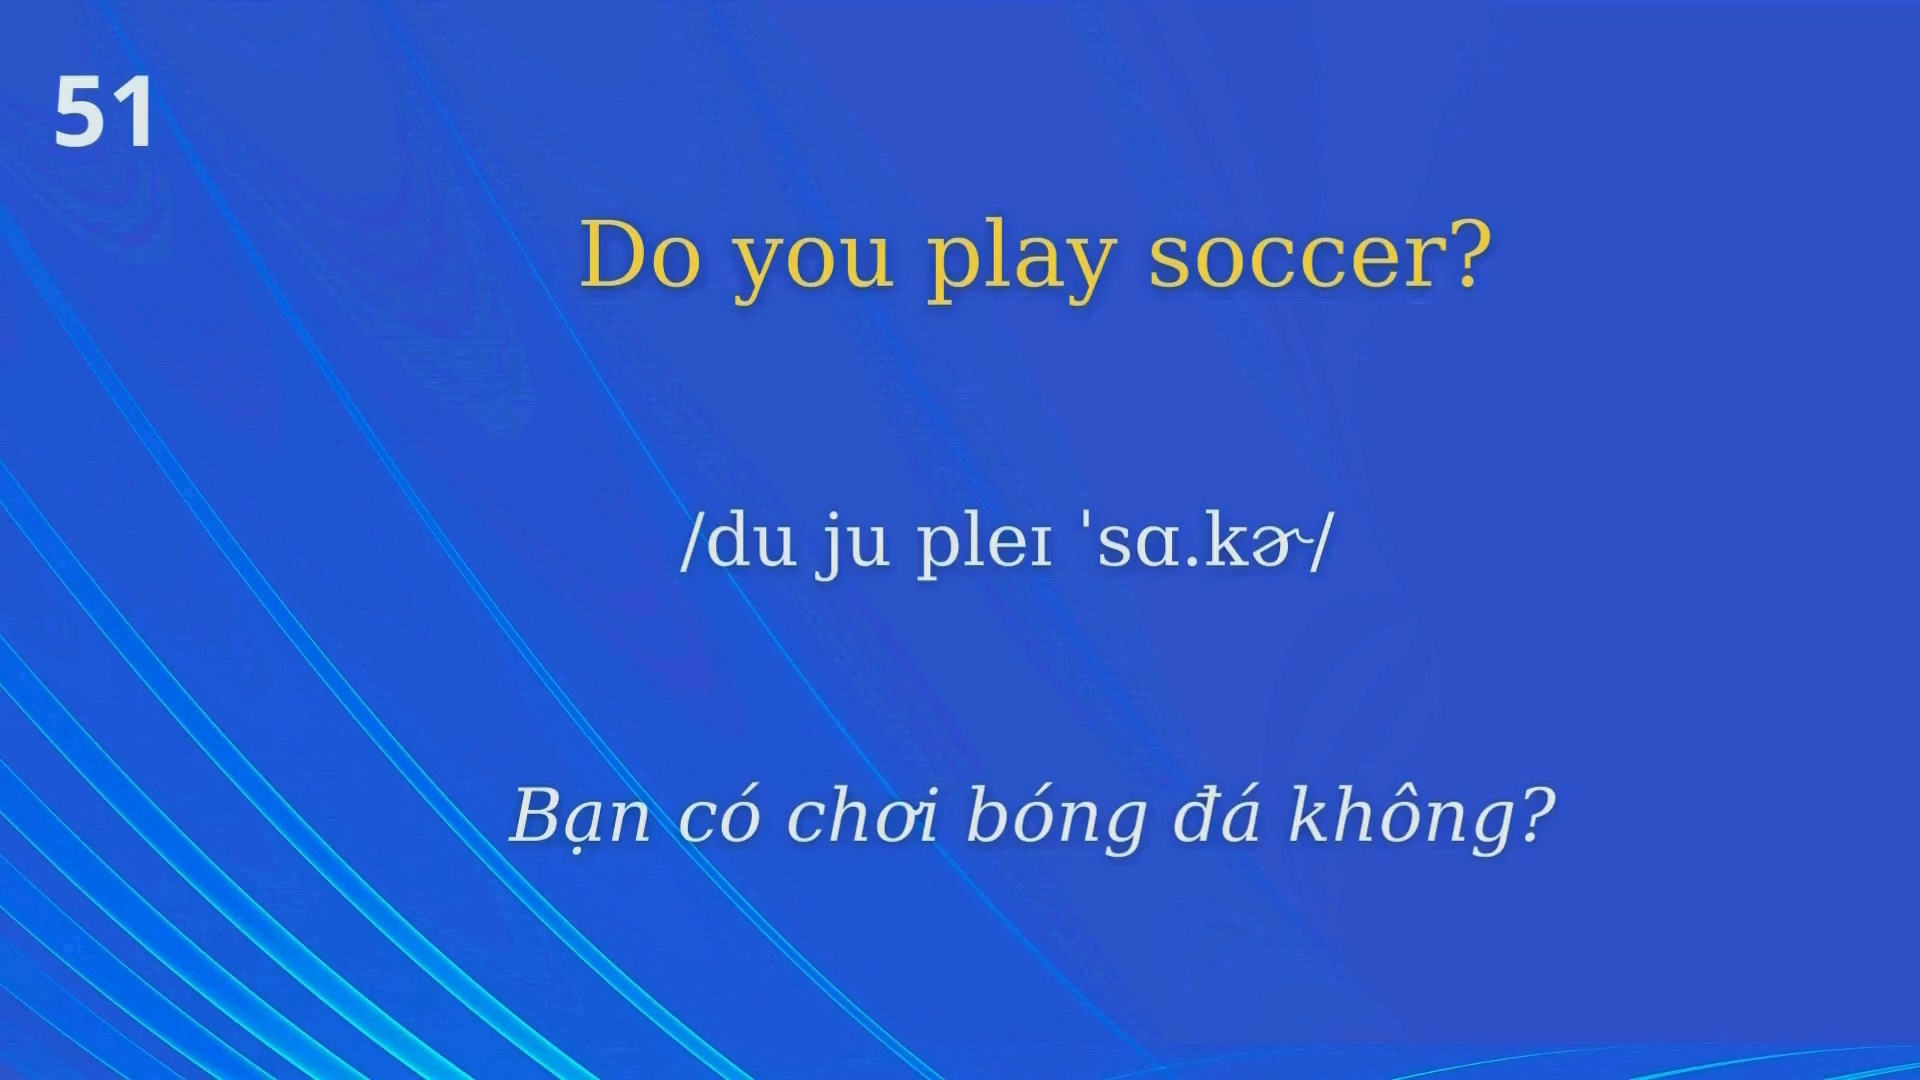 51
Do you play soccer?
/du ju pleɪ ˈsɑ.kɚ/
Bạn có chơi bóng đá không?